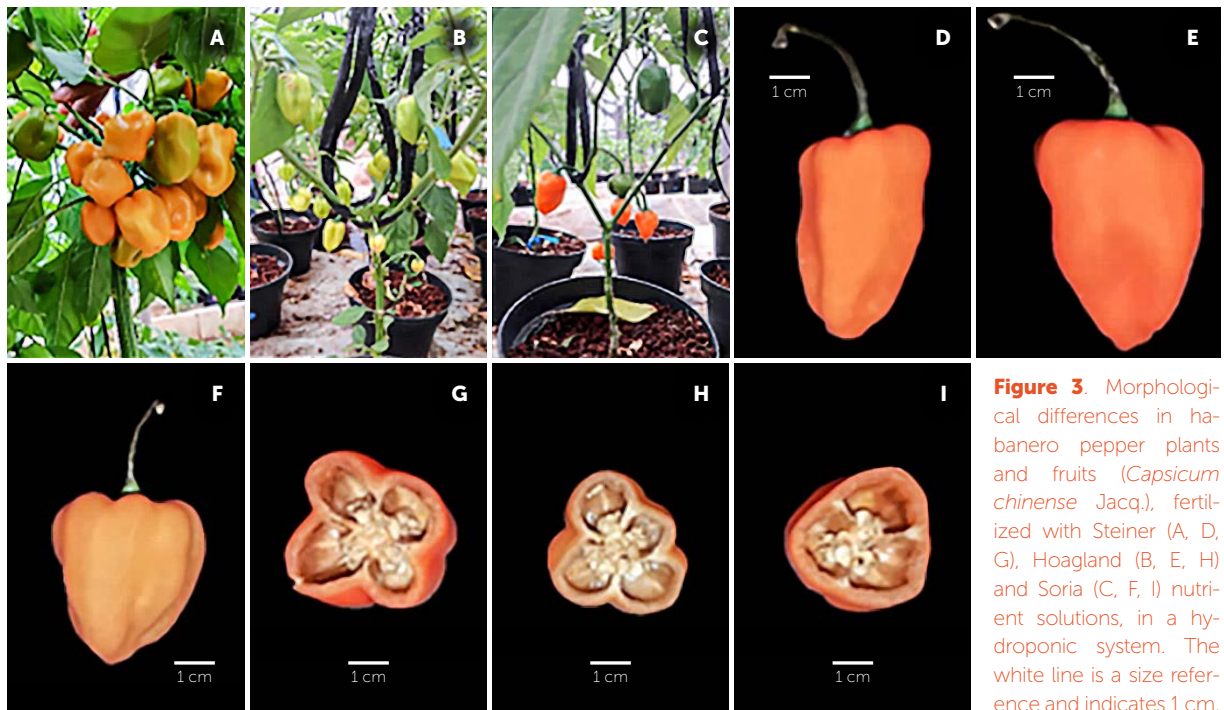 A
B
C
D
1 cm
E
1 cm
F
1 cm
G
1 cm
H
1 cm
I
1 cm
Figure 3. Morphologi-
cal differences in ha-
banero pepper plants
and fruits (Capsicum
chinense Jacq.), fertil-
ized with Steiner (A, D,
G), Hoagland (B, E, H)
and Soria (C, F, I) nutri-
ent solutions, in a hy-
droponic system. The
white line is a size refer-
ence and indicates 1 cm.